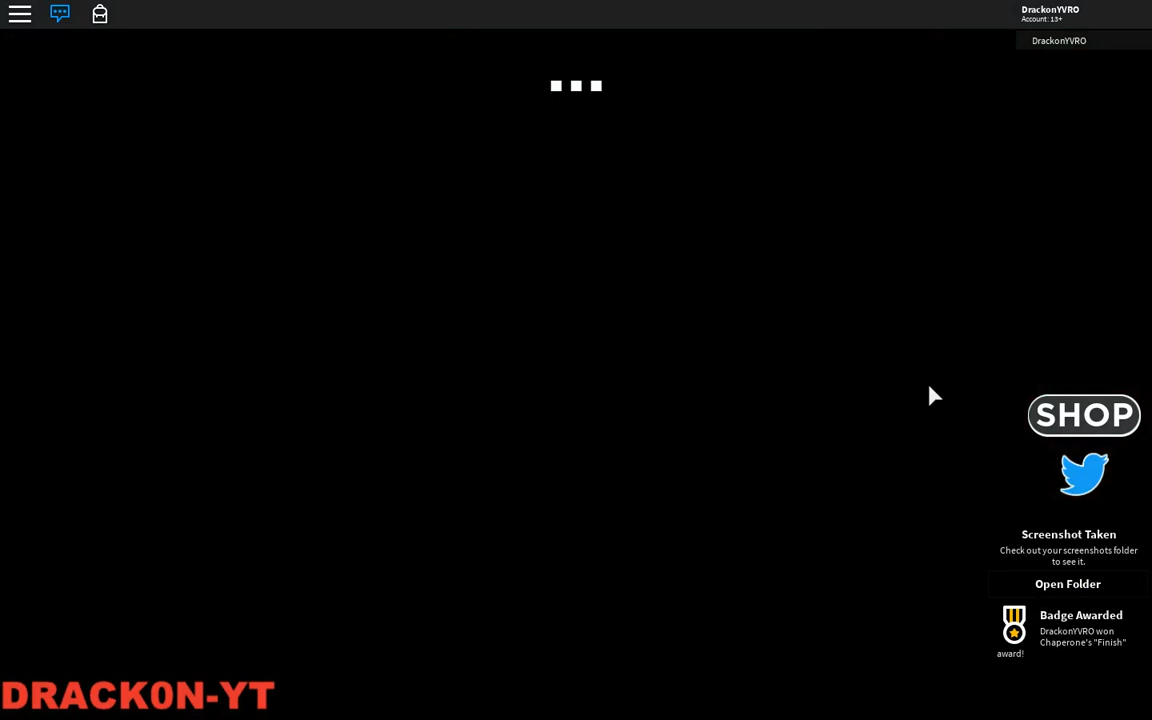 DrackonYVRO
Account: 13+
DrackonYVRO
SHOP
Screenshot Taken
Check out your screenshots folder
to see it.
Open Folder
Badge Awarded
DrackonYVRO won
Chaperone's "Finish"
award!
DRACK0N-YT